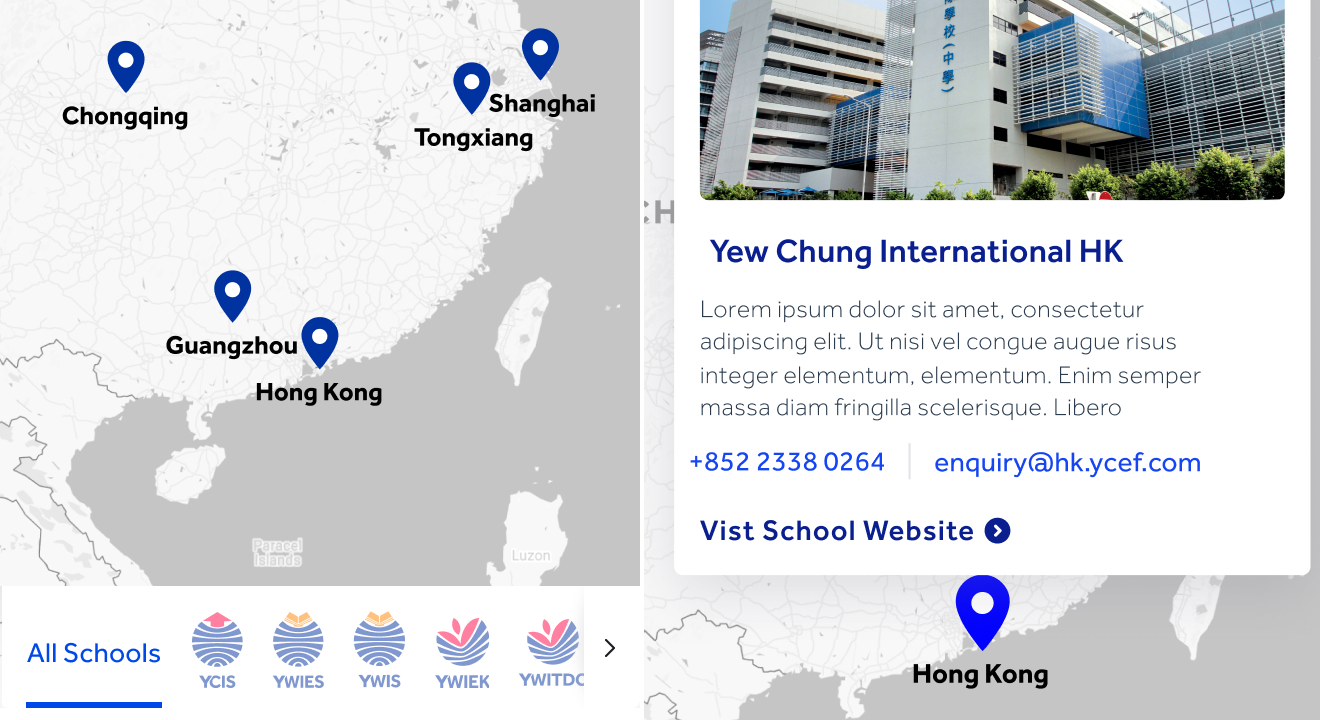 Chongqing
Shanghai
Tongxiang
Guangzhou
Hong Kong
Paracel
Islands
Luzon
All Schools
YCIS
YWIES
YWIS
YWIEK
YWITDC
學校（中學）
CH
Yew Chung International HK
Lorem ipsum dolor sit amet, consectetur
adipiscing elit. Ut nisi vel congue augue risus
integer elementum, elementum. Enim semper
massa diam fringilla scelerisque. Libero
+852 2338 0264
enquiry@hk.ycef.com
Vist School Website
Hong Kong